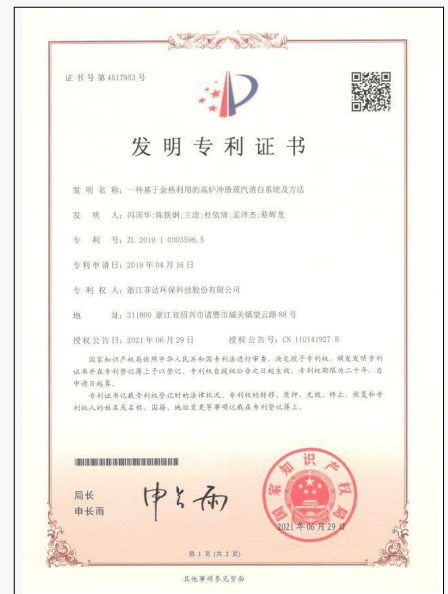 证书号第4517953号
发明专利证书
发 明 名 称：一种基于余热利用的高炉冲渣蒸汽消白系统及方法
发 明 人：冯国华;陈铁炯;王淦;杜依倩;孟泽杰;蔡辉龙
专 利 号：ZL 2019 1 0303596.5
专利申请日：2019年04月16日
专 利 权 人：浙江菲达环保科技股份有限公司
地 址：311800 浙江省绍兴市诸暨市城关镇望云路88号
授权公告日：2021年06月29日 授权公告号：CN 110141927 B
国家知识产权局依照中华人民共和国专利法进行审查，决定授予专利权，颁发发明专利
证书并在专利登记簿上予以登记。专利权自授权公告之日起生效。专利权期限为二十年，自
申请日起算。
专利证书记载专利权登记时的法律状况。专利权的转移、质押、无效、终止、恢复和专
利权人的姓名或名称、国籍、地址变更等事项记载在专利登记簿上。
局长
申长雨
申长雨
国家知识产权局
2021年06月29日
第 1 页 (共 2 页)
其他事项参见背面